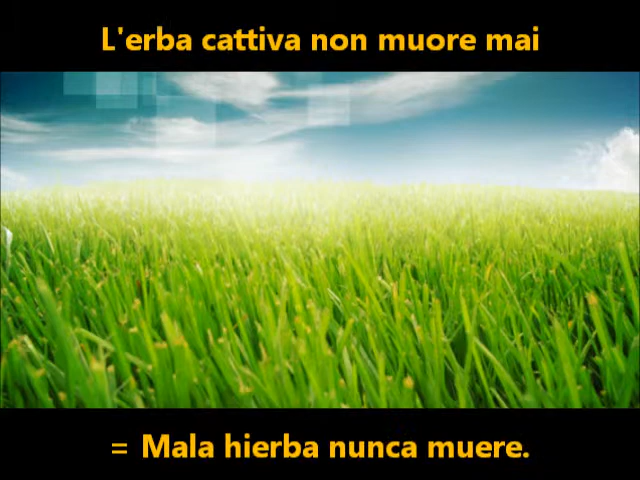 L'erba cattiva non muore mai
= Mala hierba nunca muere.